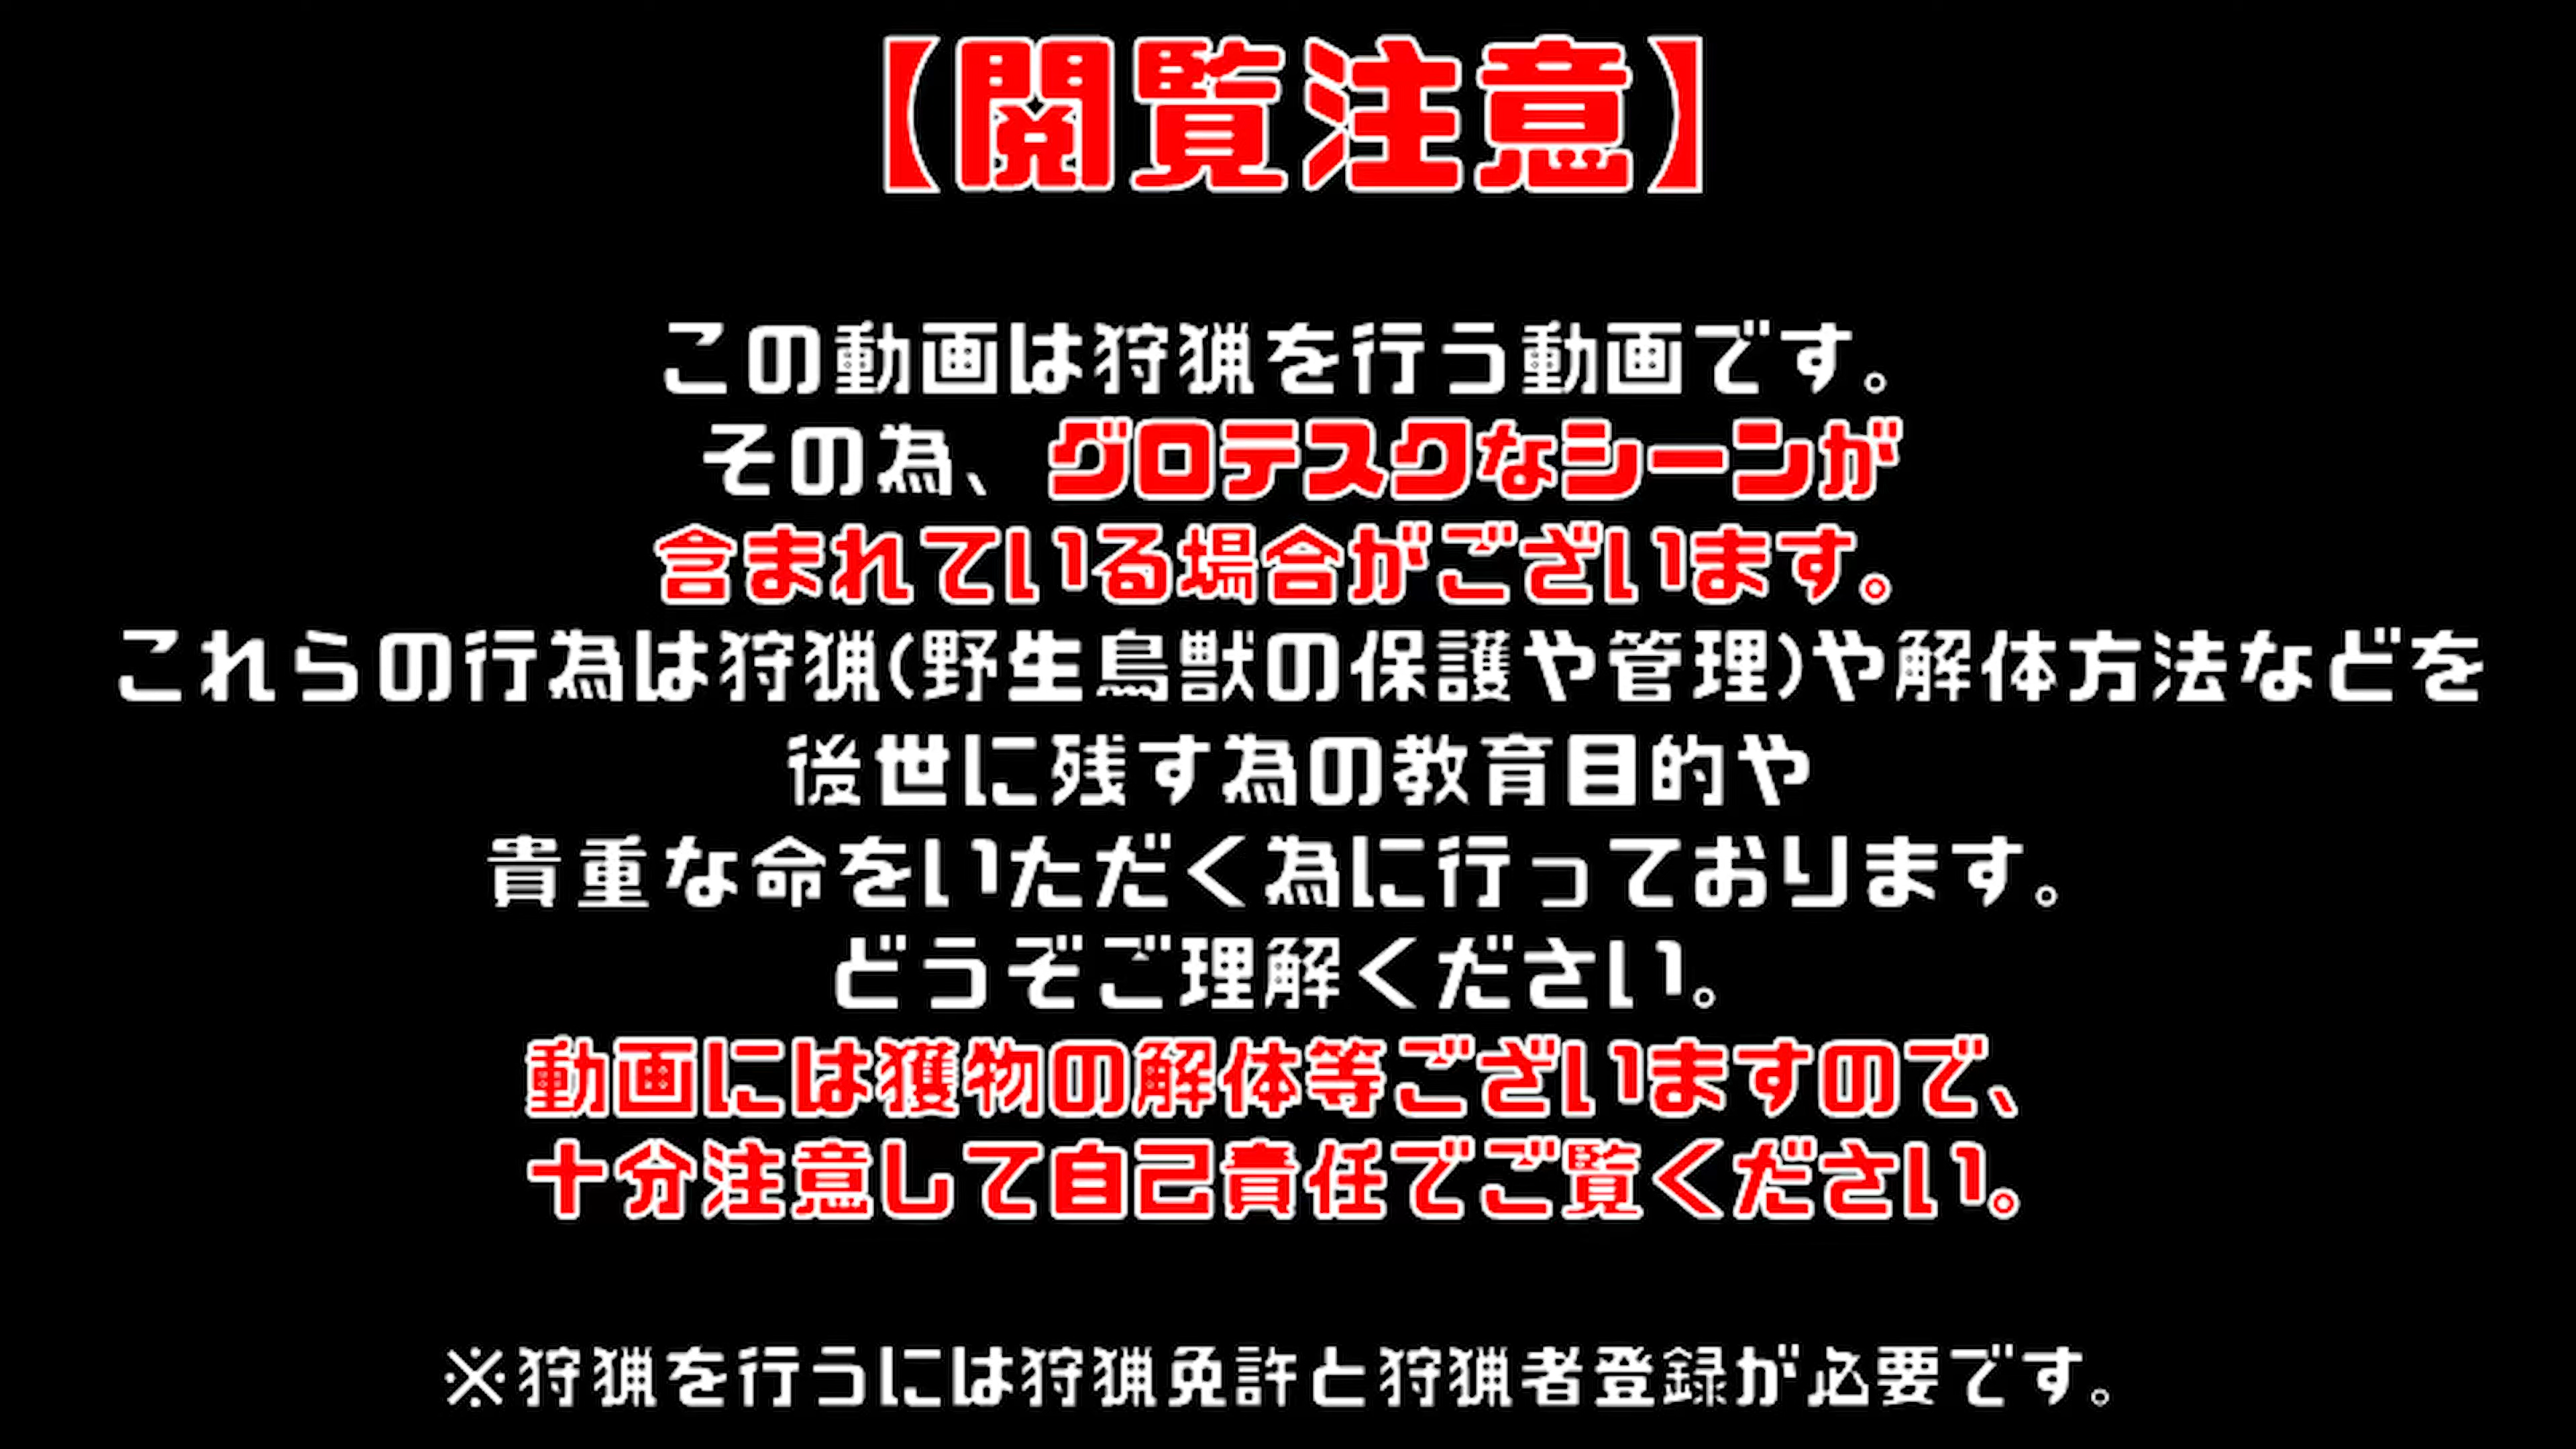 【閲覧注意】
この動画は狩猟を行う動画です。
その為、グロテスクなシーンが
含まれている場合がございます。
これらの行為は狩猟(野生鳥獣の保護や管理)や解体方法などを
後世に残す為の教育目的や
貴重な命をいただく為に行っております。
どうぞご理解ください。
動画には獲物の解体等ございますので、
十分注意して自己責任でご覧ください。
※狩猟を行うには狩猟免許と狩猟者登録が必要です。